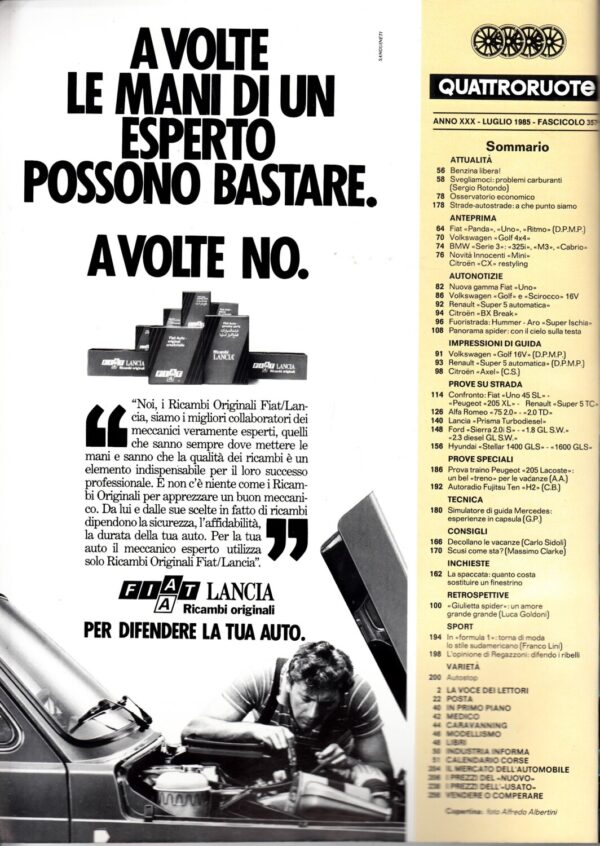 A VOLTE
LE MANI DI UN
ESPERTO
POSSONO BASTARE.
A VOLTE NO.
SANGUINETI
FIAT LANCIA
Ricambi
LANCIA
FIAT LANCIA
"Noi, i Ricambi Originali Fiat/Lan-
cia, siamo i migliori collaboratori dei
meccanici veramente esperti, quelli
che sanno sempre dove mettere le
mani e sanno che la qualità dei ricambi è un
elemento indispensabile per il loro successo
professionale. E non c'è niente come i Ricam-
bi Originali per apprezzare un buon meccani-
co. Da lui e dalle sue scelte in fatto di ricambi
dipendono la sicurezza, l'affidabilità,
la durata della tua auto. Per la tua
auto il meccanico esperto utilizza
solo Ricambi Originali Fiat/Lancia".
FIAT LANCIA
Ricambi originali
PER DIFENDERE LA TUA AUTO.
QUATTRORUOTE
ANNO XXX - LUGLIO 1985 - FASCICOLO 357
Sommario
ATTUALITÀ
56 Benzina libera!
58 Svegliamoci: problemi carburanti
(Sergio Rotondo)
78 Osservatorio economico
178 Strade-autostrade: a che punto siamo
ANTEPRIMA
64 Fiat «Panda», «Uno», «Ritmo» (D.P.M.P.)
70 Volkswagen «Golf 4x4»
74 BMW «Serie 3»: «325i», «M3», «Cabrio»
76 Novità Innocenti «Mini»
Citroën «CX» restyling
AUTONOTIZIE
82 Nuova gamma Fiat «Uno»
86 Volkswagen «Golf» e «Scirocco» 16V
92 Renault «Super 5 automatica»
94 Citroën «BX Break»
96 Fuoristrada: Hummer - Aro «Super Ischia»
108 Panorama spider: con il cielo sulla testa
IMPRESSIONI DI GUIDA
91 Volkswagen «Golf 16V» (D.P.M.P.)
93 Renault «Super 5 automatica» (D.P.M.P.)
98 Citroën «Axel» (C.S.)
PROVE SU STRADA
114 Confronto: Fiat «Uno 45 SL» -
«Peugeot «205 XL» - Renault «Super 5 TC»
126 Alfa Romeo «75 2.0» - «2.0 TD»
140 Lancia «Prisma Turbodiesel»
148 Ford «Sierra 2.0i S» - «1.8 GL S.W.»
«2.3 diesel GL S.W.»
156 Hyundai «Stellar 1400 GLS» - «1600 GLS»
PROVE SPECIALI
186 Prova traino Peugeot «205 Lacoste»:
un bel «treno» per le vacanze (A.A.)
192 Autoradio Fujitsu Ten «H2» (C.B.)
TECNICA
180 Simulatore di guida Mercedes:
esperienze in capsula (G.P.)
CONSIGLI
166 Decollano le vacanze (Carlo Sidoli)
170 Scusi come sta? (Massimo Clarke)
INCHIESTE
162 La spaccata: quanto costa
sostituire un finestrino
RETROSPETTIVE
100 «Giulietta spider»: un amore
grande grande (Luca Goldoni)
SPORT
194 In «formula 1»: torna di moda
lo stile sudamericano (Franco Lini)
198 L'opinione di Regazzoni: difendo i ribelli
VARIETÀ
200 Autostop
2 LA VOCE DEI LETTORI
22 POSTA
40 IN PRIMO PIANO
42 MEDICO
44 CARAVANNING
46 MODELLISMO
48 LIBRI
50 INDUSTRIA INFORMA
51 CALENDARIO CORSE
204 IL MERCATO DELL'AUTOMOBILE
206 I PREZZI DEL «NUOVO»
238 I PREZZI DELL'«USATO»
256 VENDERE O COMPERARE
Copertina: foto Alfredo Albertini